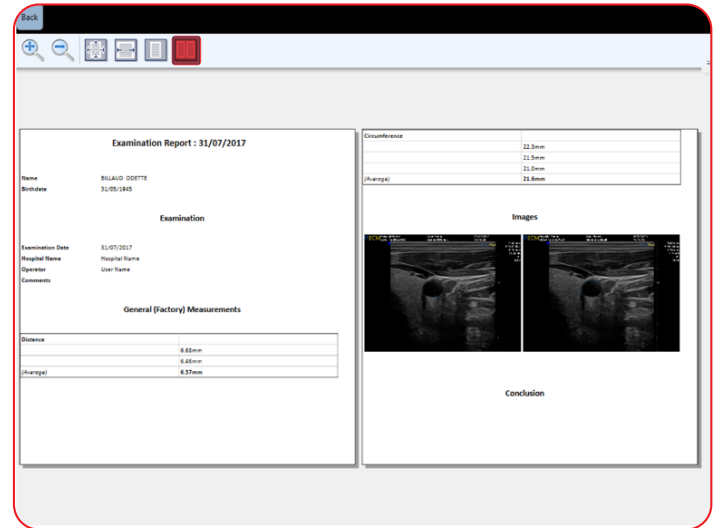 Back
Examination Report : 31/07/2017
Name BILLAUD ODETTE
Birthdate 31/05/1945
Examination
Examination Date 31/07/2017
Hospital Name Hospital Name
Operator User Name
Comments
General (Factory) Measurements
Distance
6.68mm
6.46mm
(Average) 6.57mm
Circumference
22.3mm
21.5mm
21.0mm
(Average) 21.6mm
Images
Conclusion